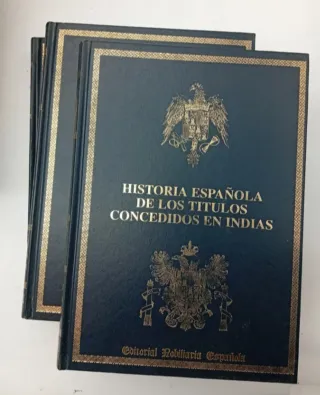 HISTORIA ESPAÑOLA
DE LOS TITULOS
CONCEDIDOS EN INDIAS
Editorial Nobiliaria Española